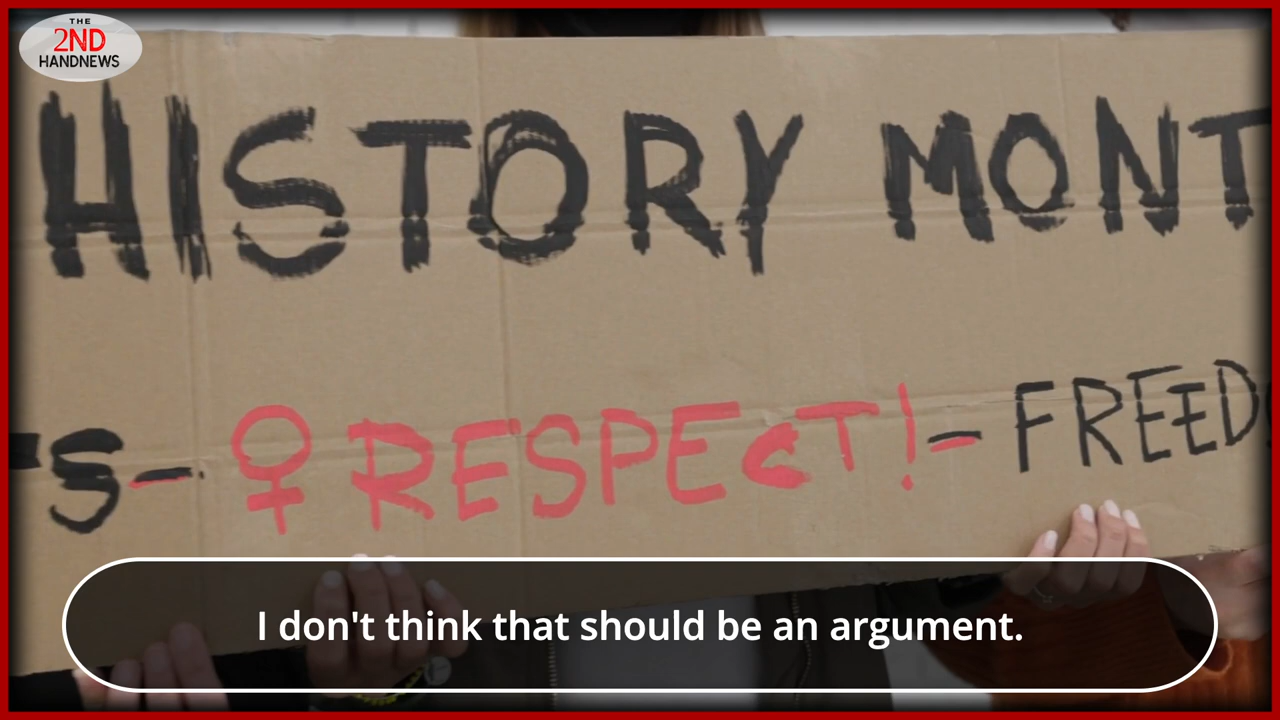 THE
2ND
HANDNEWS
HISTORY MONT
S - ♀ RESPECT! - FREED
I don't think that should be an argument.